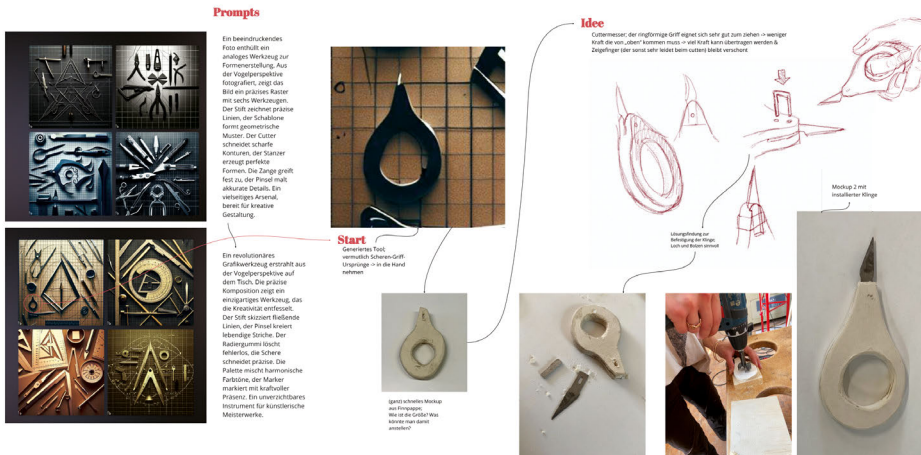 Prompts
Ein beeindruckendes
Foto enthüllt ein
analoges Werkzeug zur
Formenerstellung. Aus
der Vogelperspektive
fotografiert, zeigt das
Bild ein präzises Raster
mit sechs Werkzeugen.
Der Stift zeichnet präzise
Linien, der Schablone
formt geometrische
Muster. Der Cutter
schneidet scharfe
Konturen, der Stanzer
erzeugt perfekte
Formen. Die Zange greift
fest zu, der Pinsel malt
akkurate Details. Ein
vielseitiges Arsenal,
bereit für kreative
Gestaltung.
Ein revolutionäres
Grafikwerkzeug erstrahlt aus
der Vogelperspektive auf
dem Tisch. Die präzise
Komposition zeigt ein
einzigartiges Werkzeug, das
die Kreativität entfesselt.
Der Stift skizziert fließende
Linien, der Pinsel kreiert
lebendige Striche. Der
Radiergummi löscht
fehlerlos, die Schere
schneidet präzise. Die
Palette mischt harmonische
Farbtöne, der Marker
markiert mit kraftvoller
Präsenz. Ein unverzichtbares
Instrument für künstlerische
Meisterwerke.
Start
Generiertes Tool;
vermutlich Scheren-Griff-
Ursprünge -> in die Hand
nehmen
(ganz) schnellen Mockup
aus Finnpappe;
Wie ist die Größe? Was
könnte man damit
anstellen?
Idee
Cuttermesser; der ringförmige Griff eignet sich sehr gut zum ziehen -> weniger
Kraft die von „oben" kommen muss -> viel Kraft kann übertragen werden &
Zeigefinger (der sonst sehr leidet beim cutten) bleibt verschont
Lösungsfindung zur
Befestigung der Klinge;
Loch und Bolzen sinnvoll
Mockup 2 mit
installierter Klinge